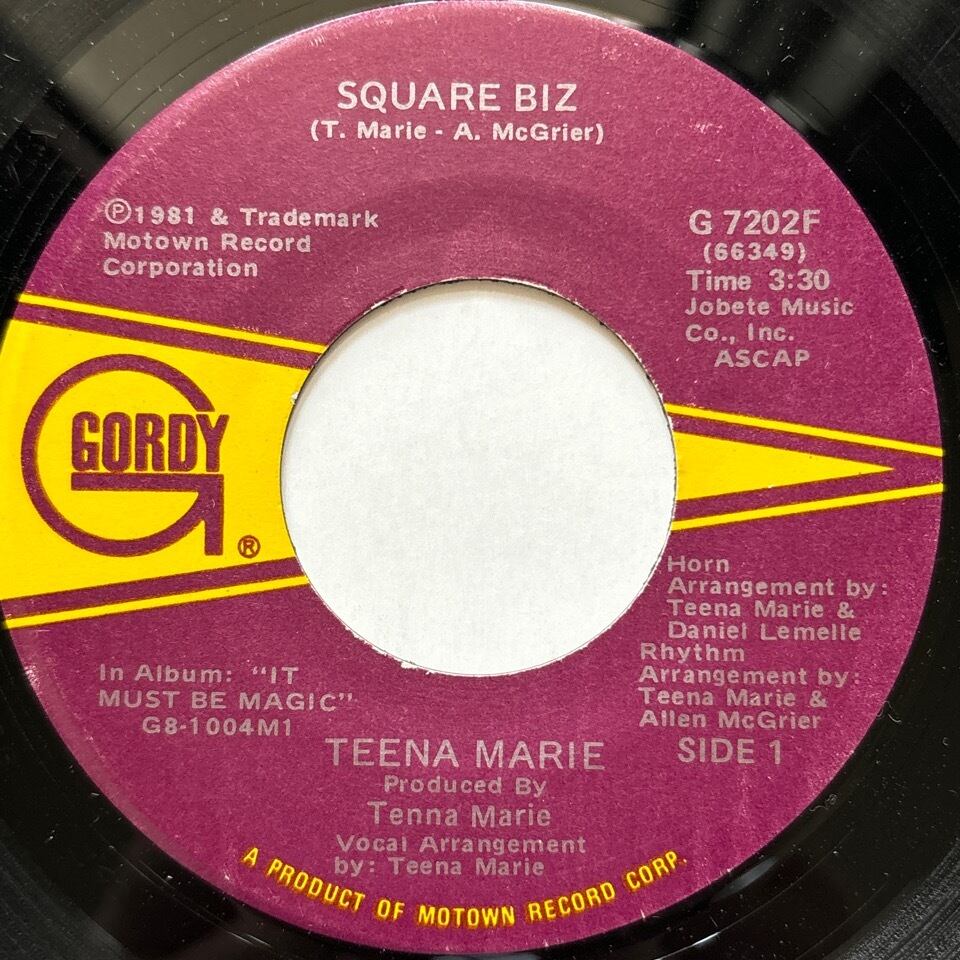 SQUARE BIZ
(T. Marie - A. McGrier)
Ⓟ1981 & Trademark
Motown Record
Corporation
G 7202F
(66349)
Time 3:30
Jobete Music
Co., Inc.
ASCAP
GORDY
®
Horn
Arrangement by:
Teena Marie &
Daniel Lemelle
Rhythm
Arrangement by:
Teena Marie &
Allen McGrier
SIDE 1
In Album: "IT
MUST BE MAGIC"
G8-1004M1
TEENA MARIE
Produced By
Tenna Marie
Vocal Arrangement
by: Teena Marie
A PRODUCT OF MOTOWN RECORD CORP.